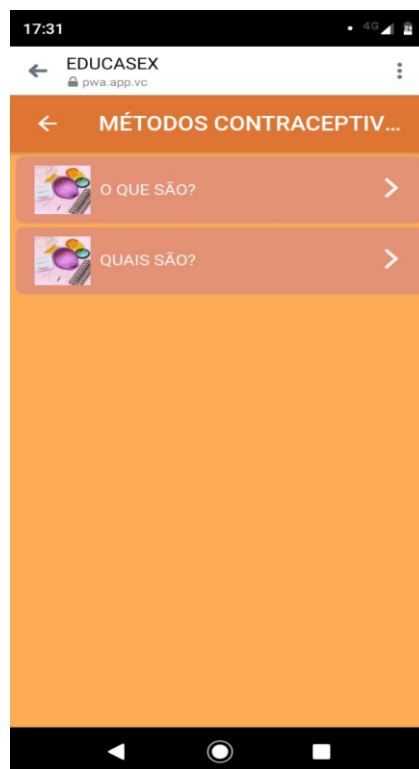 17:31
4G
EDUCASEX
pwa.app.vc
MÉTODOS CONTRACEPTIV...
O QUE SÃO?
QUAIS SÃO?